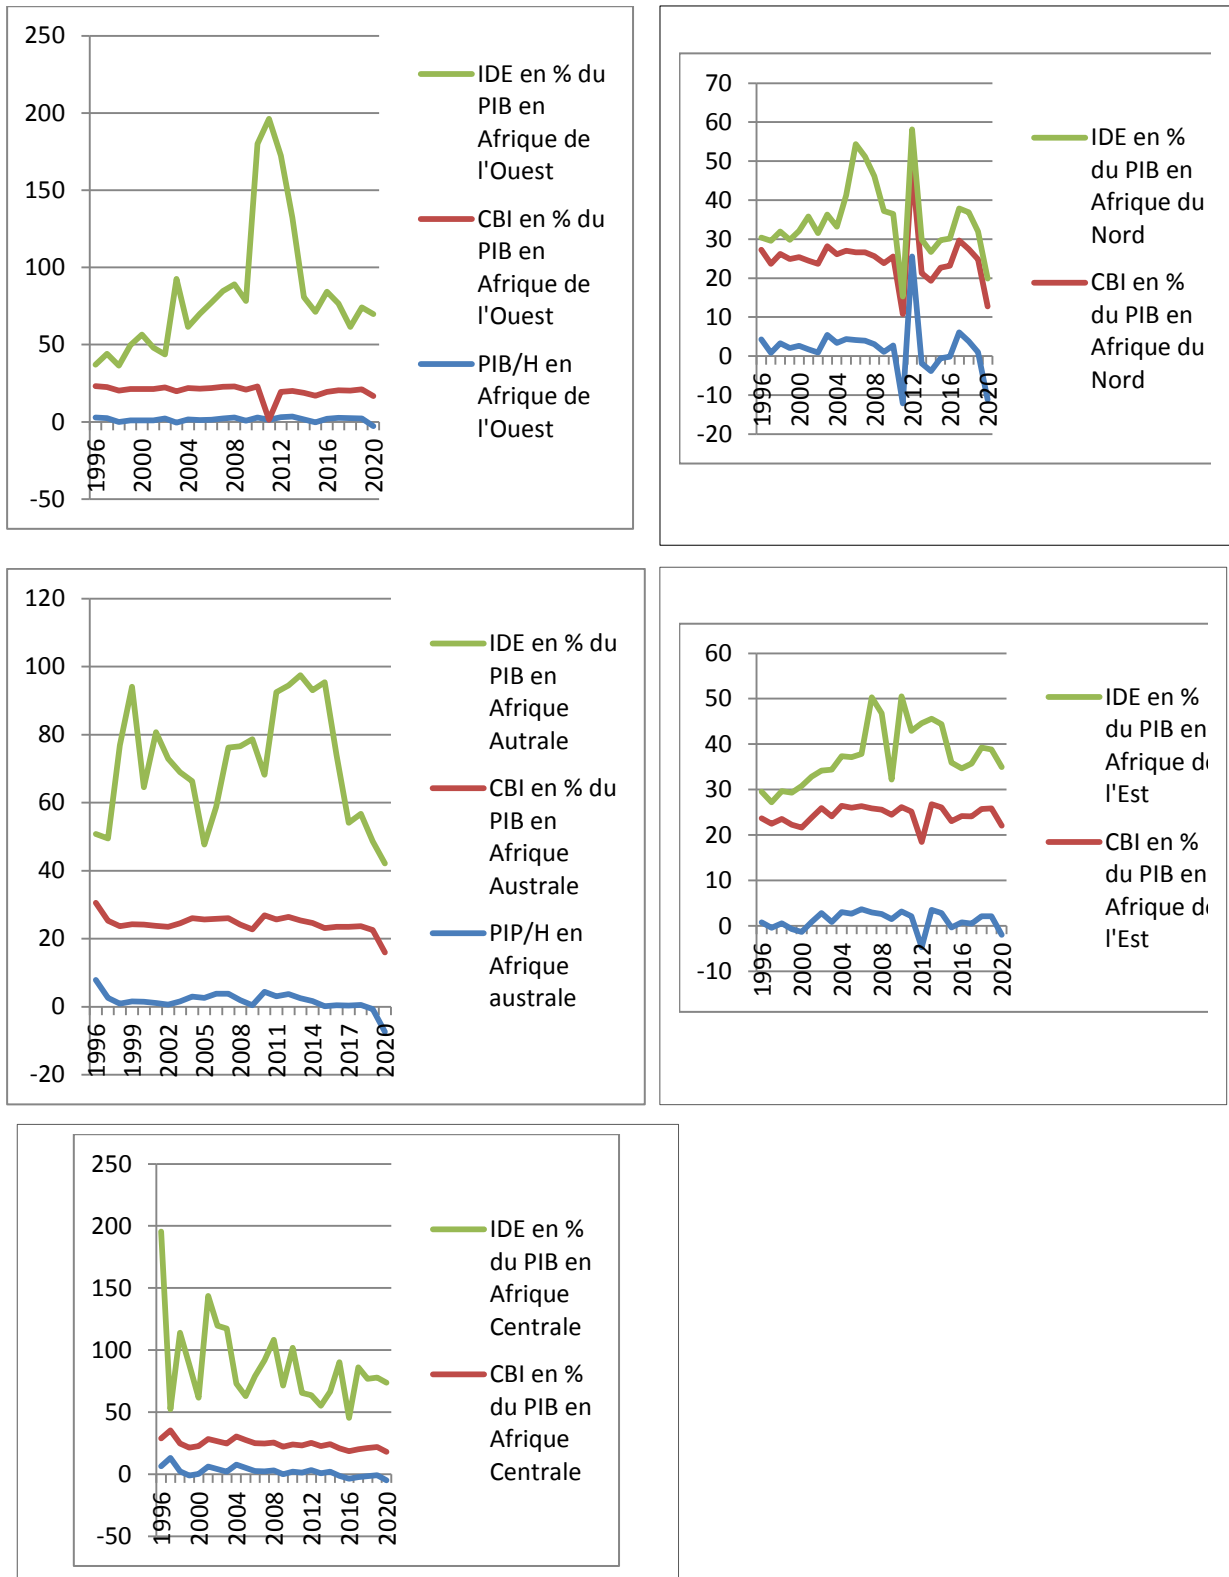 250
200
150
100
50
0
-50
1996
2000
2004
2008
2012
2016
2020
IDE en % du
PIB en
Afrique de
l'Ouest
CBI en % du
PIB en
Afrique de
l'Ouest
PIB/H en
Afrique de
l'Ouest
70
60
50
40
30
20
10
0
-10
-20
1996
2000
2004
2008
2012
2016
2020
IDE en %
du PIB en
Afrique du
Nord
CBI en %
du PIB en
Afrique du
Nord
120
100
80
60
40
20
0
-20
1996
1999
2002
2005
2008
2011
2014
2017
2020
IDE en % du
PIB en
Afrique
Autrale
CBI en % du
PIB en
Afrique
Australe
PIP/H en
Afrique
australe
60
50
40
30
20
10
0
-10
1996
2000
2004
2008
2012
2016
2020
IDE en %
du PIB en
Afrique de
l'Est
CBI en %
du PIB en
Afrique de
l'Est
250
200
150
100
50
0
-50
1996
2000
2004
2008
2012
2016
2020
IDE en %
du PIB en
Afrique
Centrale
CBI en %
du PIB en
Afrique
Centrale